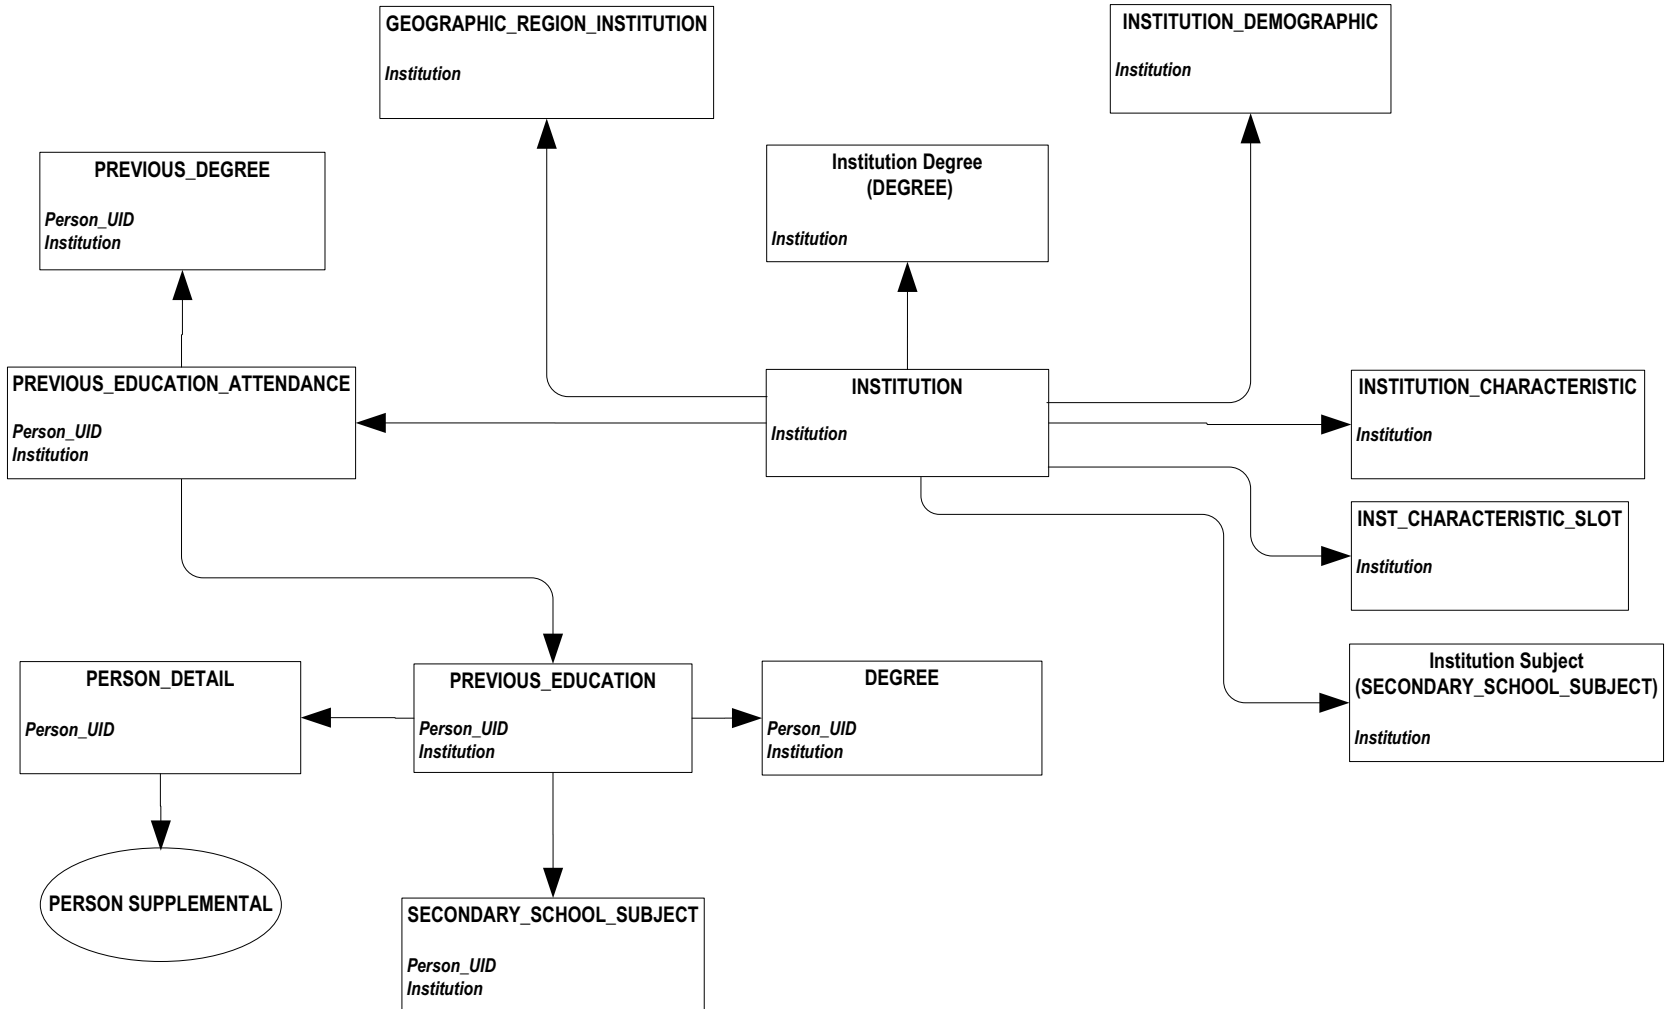 GEOGRAPHIC_REGION_INSTITUTION
Institution
INSTITUTION_DEMOGRAPHIC
Institution
PREVIOUS_DEGREE
Person_UID
Institution
Institution Degree
(DEGREE)
Institution
PREVIOUS_EDUCATION_ATTENDANCE
Person_UID
Institution
INSTITUTION
Institution
INSTITUTION_CHARACTERISTIC
Institution
INST_CHARACTERISTIC_SLOT
Institution
PERSON_DETAIL
Person_UID
PREVIOUS_EDUCATION
Person_UID
Institution
DEGREE
Person_UID
Institution
Institution Subject
(SECONDARY_SCHOOL_SUBJECT)
Institution
PERSON SUPPLEMENTAL
SECONDARY_SCHOOL_SUBJECT
Person_UID
Institution